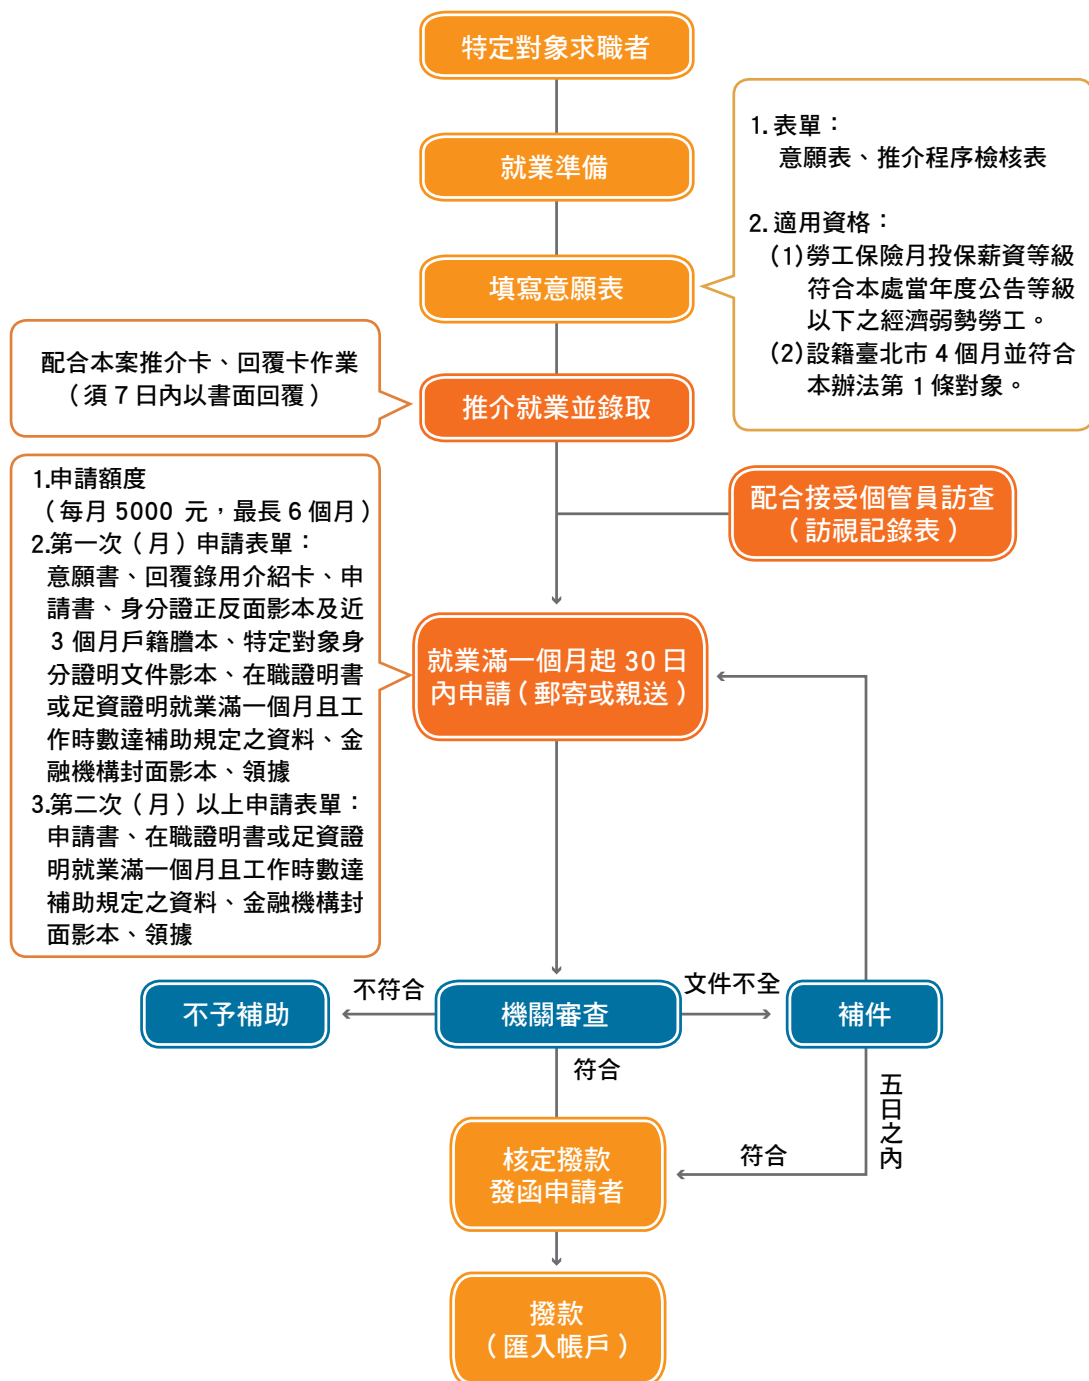 特定對象求職者
就業準備
填寫意願表
1. 表單：
意願表、推介程序檢核表
2. 適用資格：
(1)勞工保險月投保薪資等級
符合本處當年度公告等級
以下之經濟弱勢勞工。
(2)設籍臺北市 4 個月並符合
本辦法第 1 條對象。
配合本案推介卡、回覆卡作業
（須 7 日內以書面回覆）
推介就業並錄取
配合接受個管員訪查
（訪視記錄表）
1.申請額度
（每月 5000 元，最長 6 個月）
2.第一次（月）申請表單：
意願書、回覆錄用介紹卡、申
請書、身分證正反面影本及近
3 個月戶籍謄本、特定對象身
分證明文件影本、在職證明書
或足資證明就業滿一個月且工
作時數達補助規定之資料、金
融機構封面影本、領據
3.第二次（月）以上申請表單：
申請書、在職證明書或足資證
明就業滿一個月且工作時數達
補助規定之資料、金融機構封
面影本、領據
就業滿一個月起 30 日
內申請（郵寄或親送）
不予補助
不符合
機關審查
文件不全
補件
符合
五日之內
符合
核定撥款
發函申請者
撥款
（匯入帳戶）